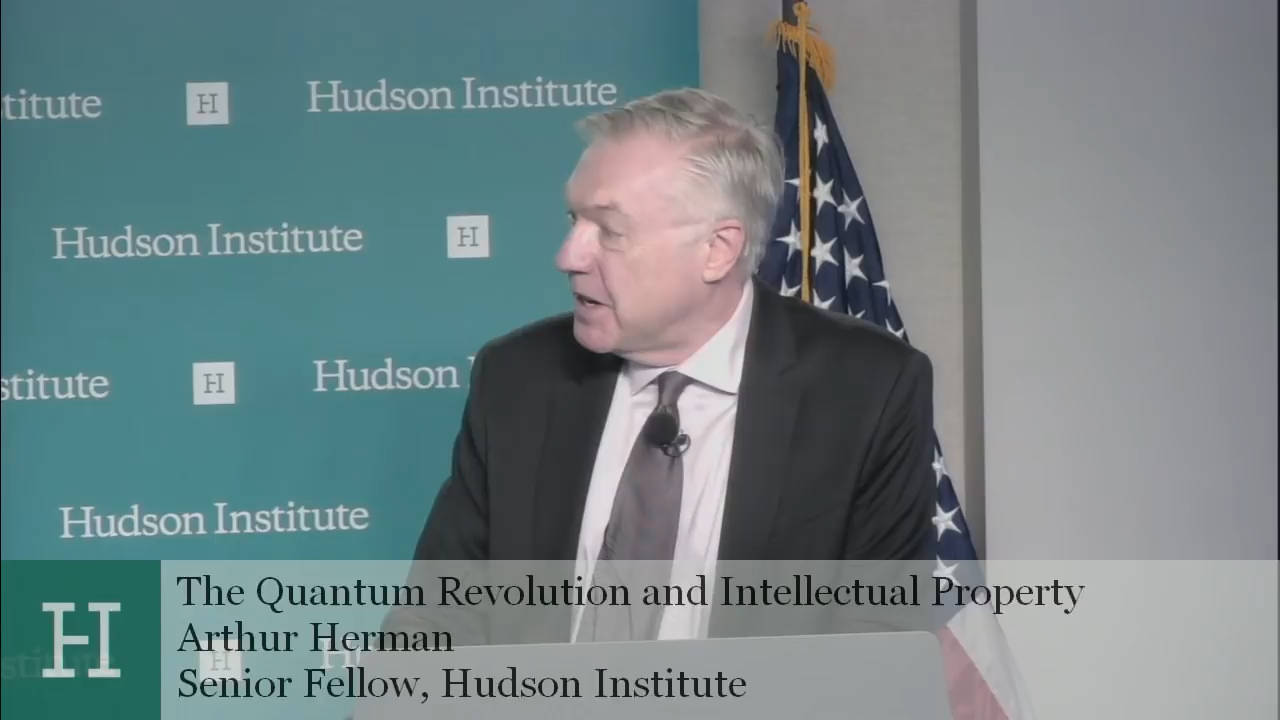 titute H Hudson Institute
Hudson Institute H
stitute H Hudson
Hudson Institute
H
The Quantum Revolution and Intellectual Property
Arthur Herman
Senior Fellow, Hudson Institute